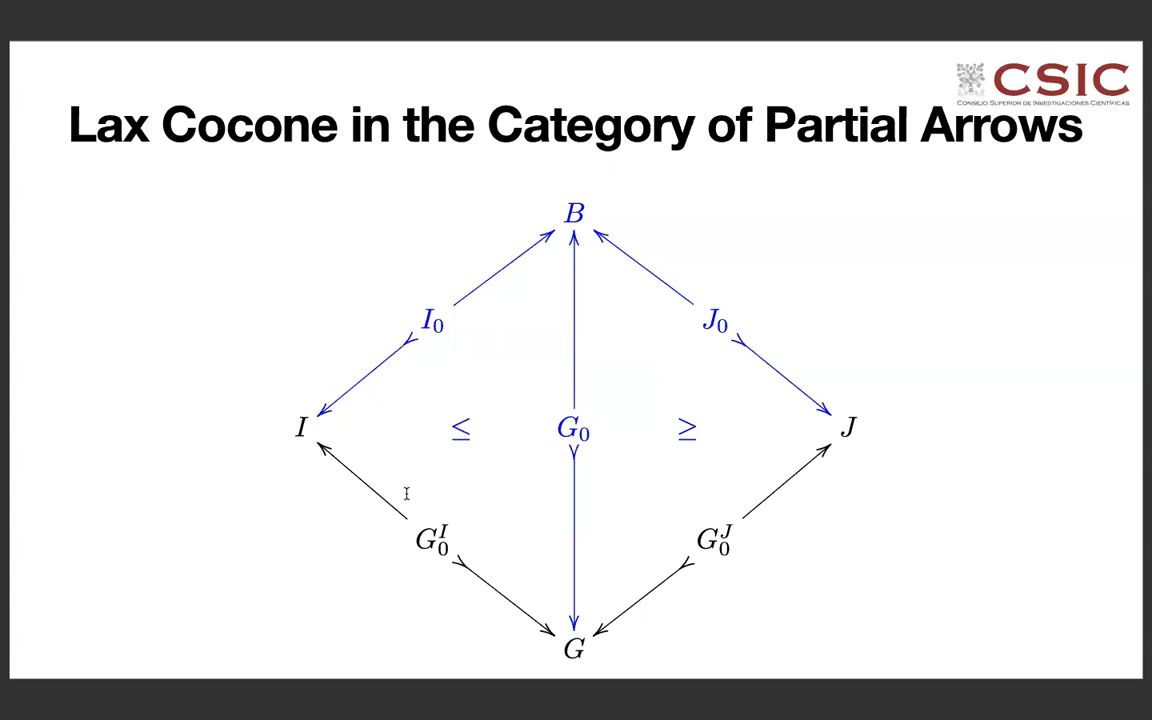 CSIC
CONSEJO SUPERIOR DE INVESTIGACIONES CIENTÍFICAS
Lax Cocone in the Category of Partial Arrows
B
I₀ J₀
I ≤ G₀ ≥ J
G₀ᴵ G₀ᴶ
G